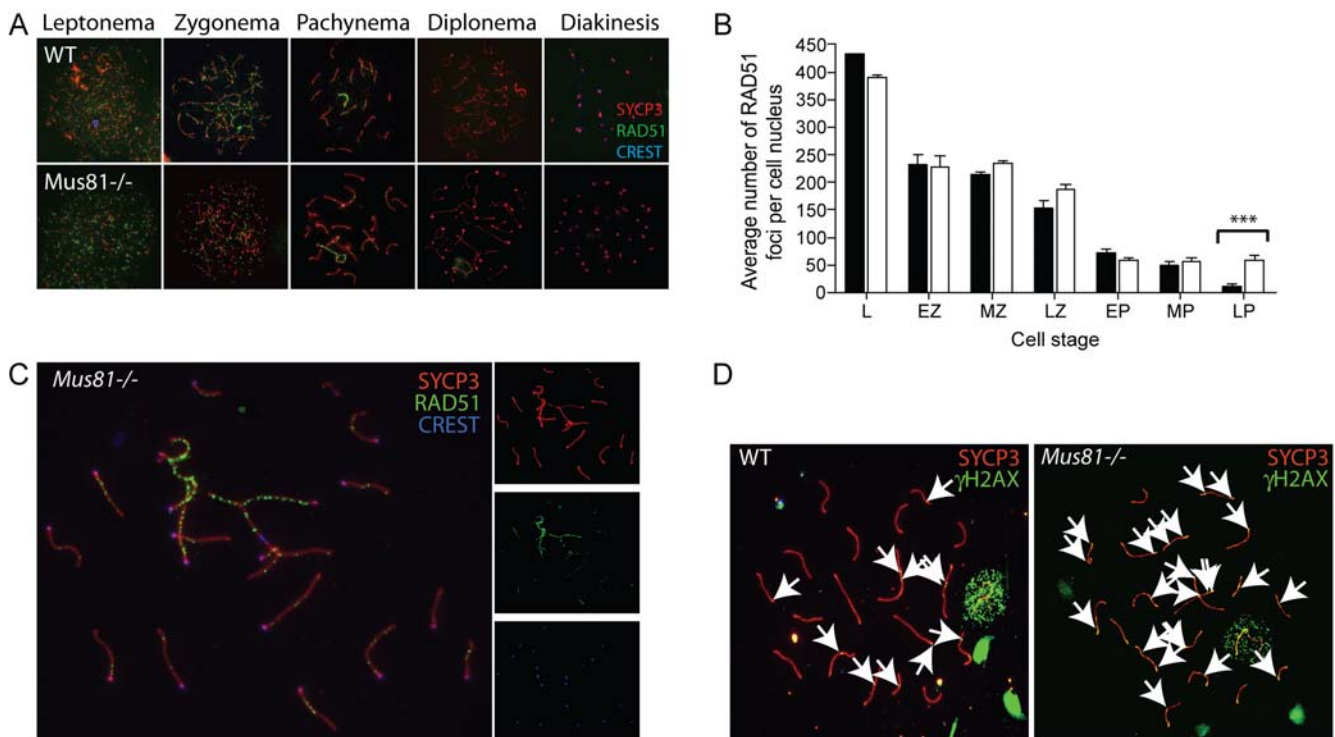 A
Leptonema Zygonema Pachynema Diplonema Diakinesis
WT
SYCP3
RAD51
CREST
Mus81-/-
B
Average number of RAD51
foci per cell nucleus
450
400
350
300
250
200
150
100
50
0
***
L EZ MZ LZ EP MP LP
Cell stage
C
Mus81-/-
SYCP3
RAD51
CREST
D
WT
SYCP3
γH2AX
Mus81-/-
SYCP3
γH2AX